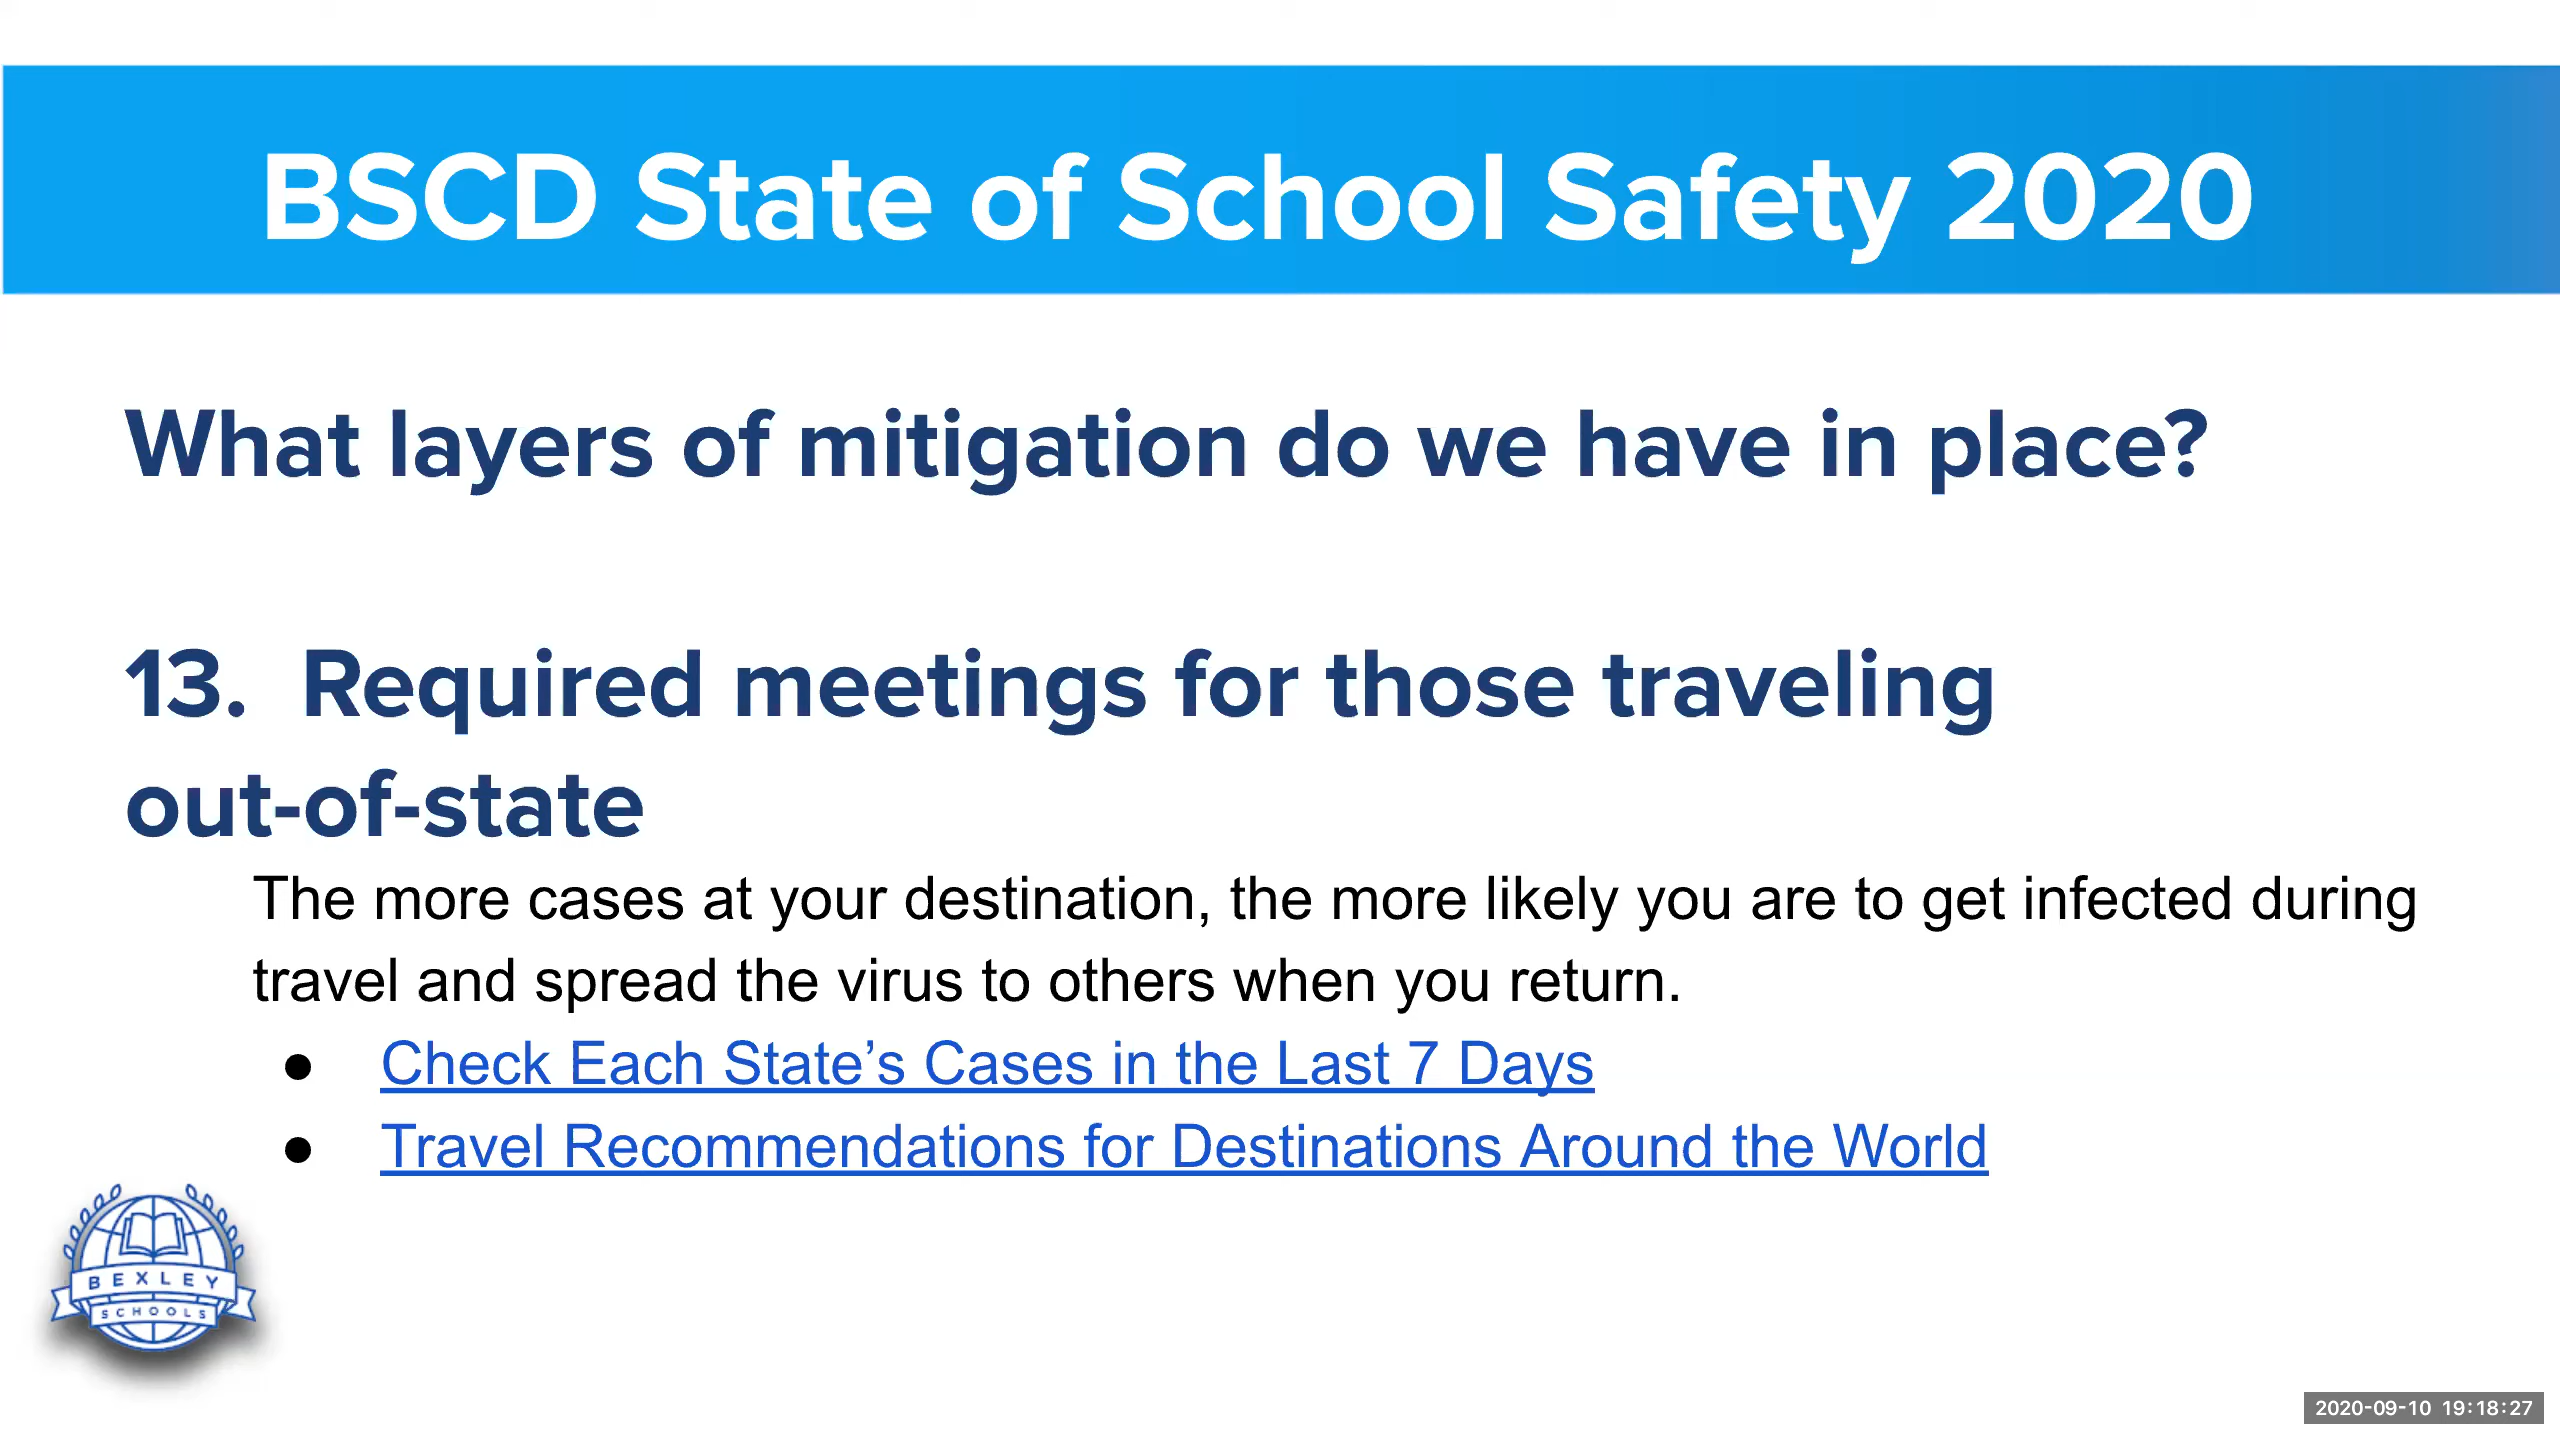 BSCD State of School Safety 2020
What layers of mitigation do we have in place?
13. Required meetings for those traveling
out-of-state
The more cases at your destination, the more likely you are to get infected during
travel and spread the virus to others when you return.
● Check Each State’s Cases in the Last 7 Days
● Travel Recommendations for Destinations Around the World
BEXLEY
SCHOOLS
2020-09-10 19:18:27